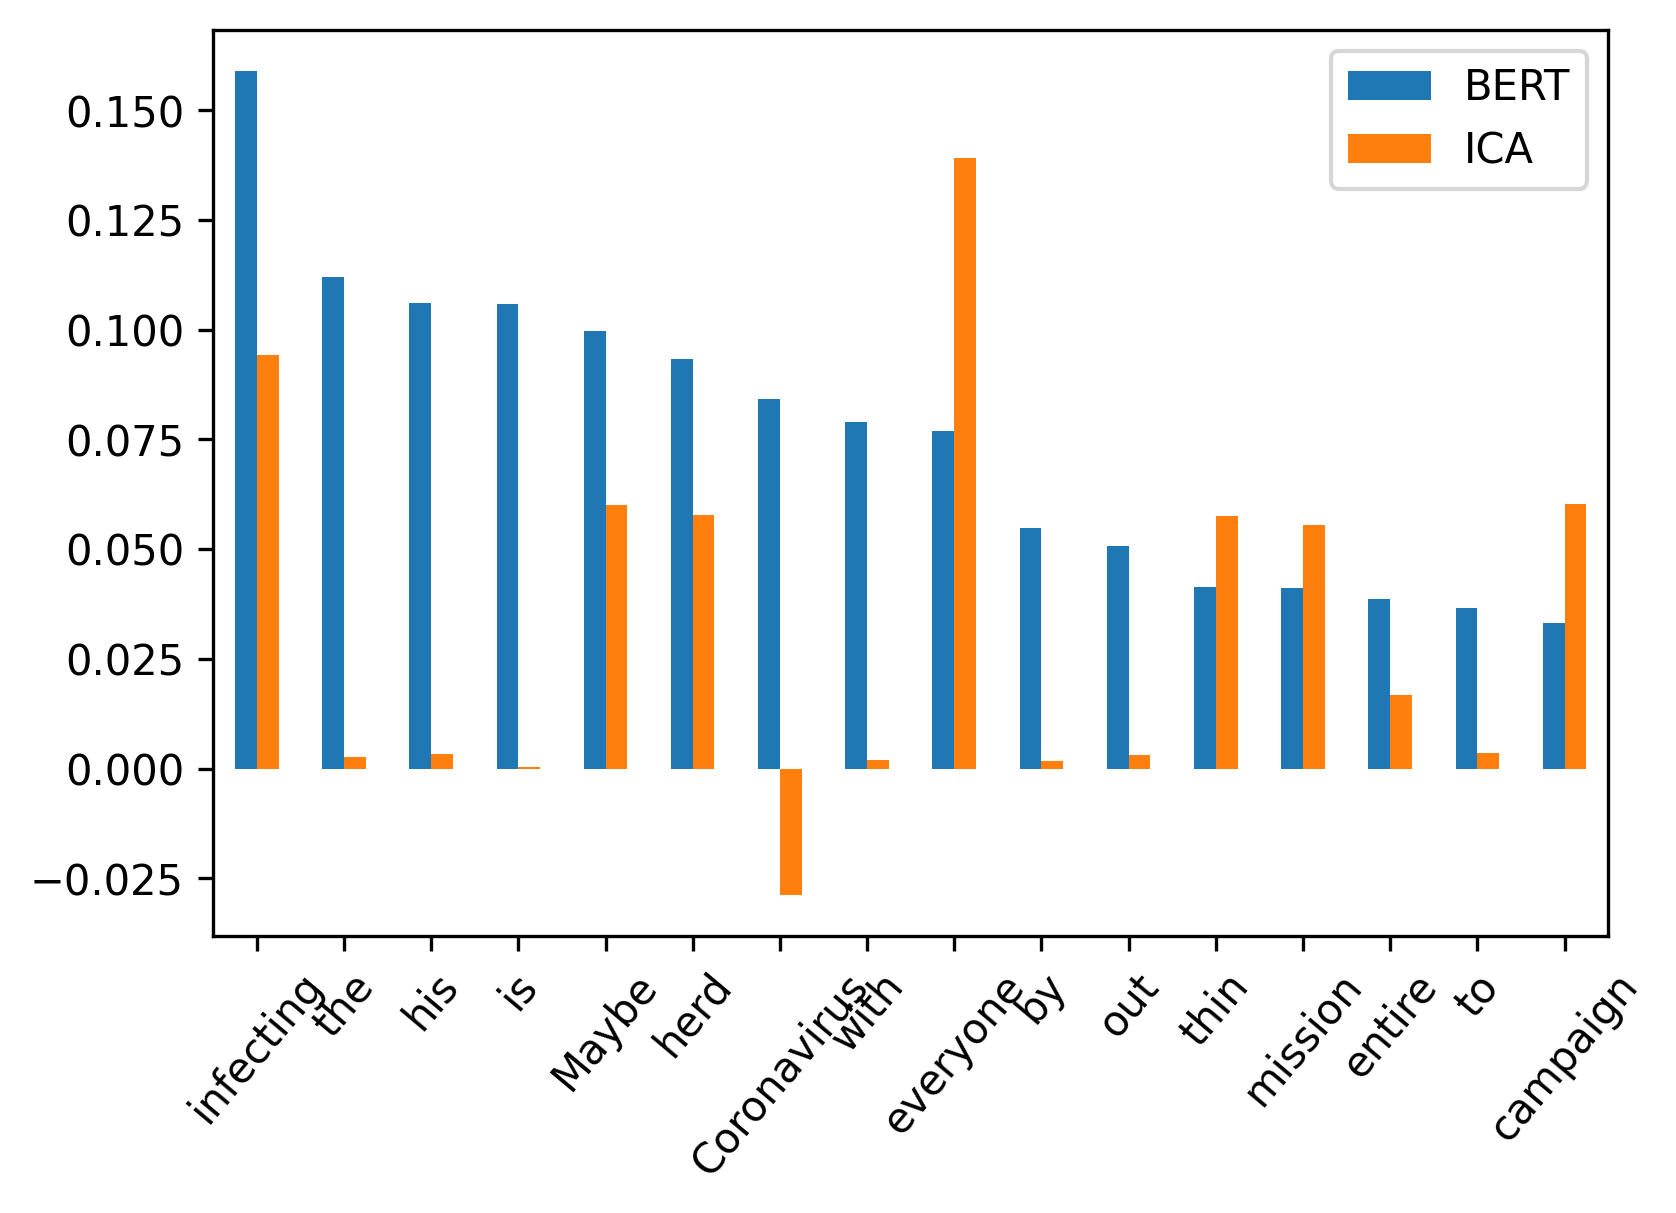 BERT
ICA
0.150
0.125
0.100
0.075
0.050
0.025
0.000
−0.025
infecting
the
his
is
Maybe
herd
Coronavirus
with
everyone
by
out
thin
mission
entire
to
campaign